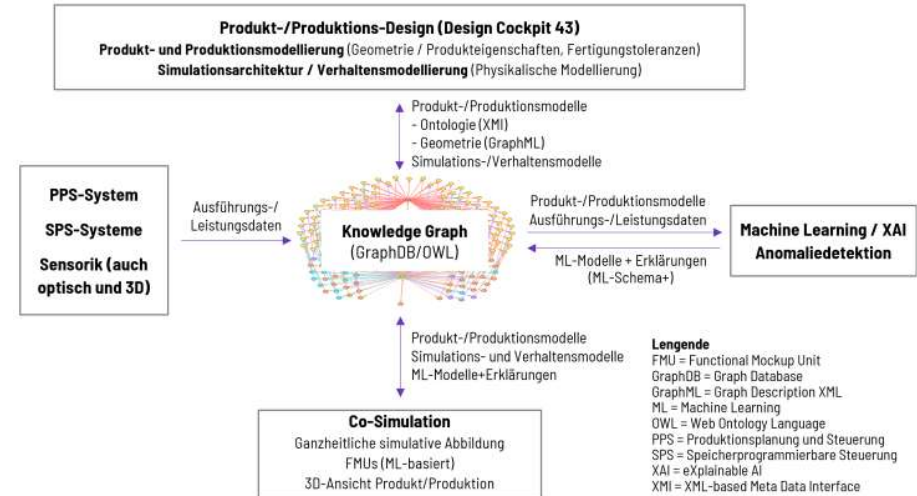 Produkt-/Produktions-Design (Design Cockpit 43)
Produkt- und Produktionsmodellierung (Geometrie / Produkteigenschaften, Fertigungstoleranzen)
Simulationsarchitektur / Verhaltensmodellierung (Physikalische Modellierung)
Produkt-/Produktionsmodelle
- Ontologie (XMI)
- Geometrie (GraphML)
Simulations-/Verhaltensmodelle
PPS-System
SPS-Systeme
Sensorik (auch
optisch und 3D)
Ausführungs-/
Leistungsdaten
Knowledge Graph
(GraphDB/OWL)
Produkt-/Produktionsmodelle
Ausführungs-/Leistungsdaten
ML-Modelle + Erklärungen
(ML-Schema+)
Machine Learning / XAI
Anomaliedetektion
Produkt-/Produktionsmodelle
Simulations- und Verhaltensmodelle
ML-Modelle+Erklärungen
Co-Simulation
Ganzheitliche simulative Abbildung
FMUs (ML-basiert)
3D-Ansicht Produkt/Produktion
Lengende
FMU = Functional Mockup Unit
GraphDB = Graph Database
GraphML = Graph Description XML
ML = Machine Learning
OWL = Web Ontology Language
PPS = Produktionsplanung und Steuerung
SPS = Speicherprogrammierbare Steuerung
XAI = eXplainable AI
XMI = XML-based Meta Data Interface